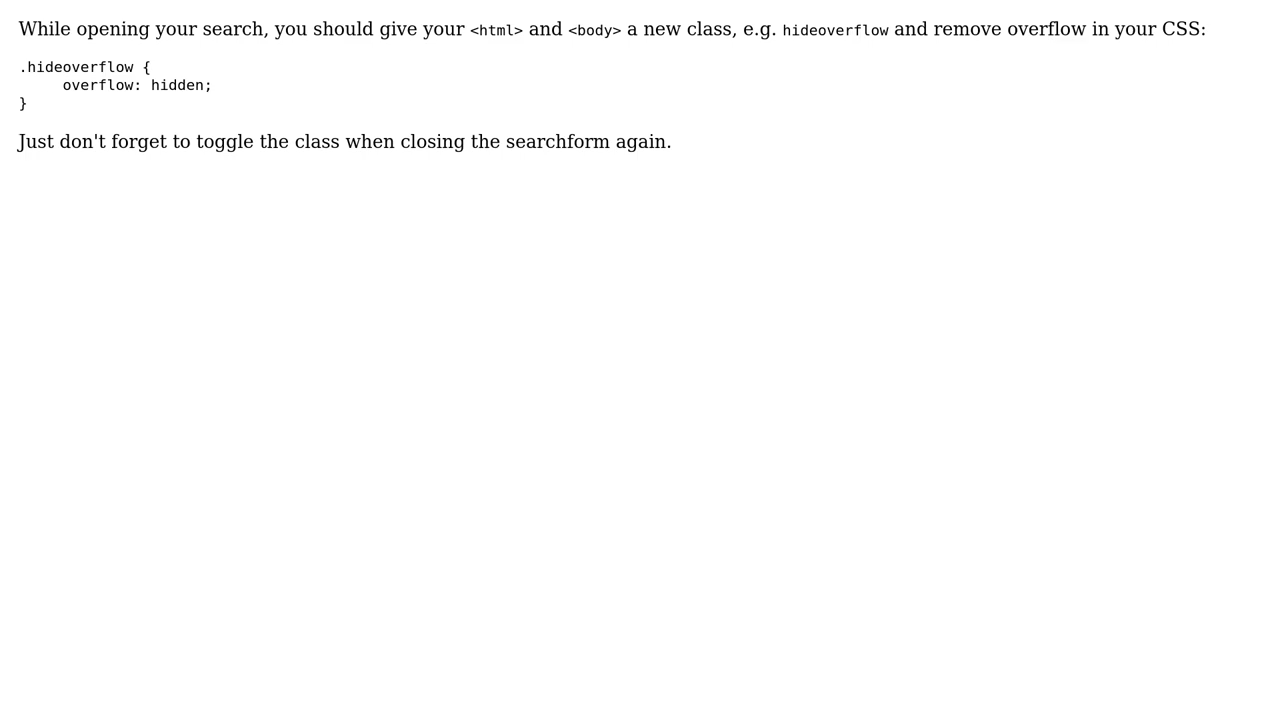 While opening your search, you should give your <html> and <body> a new class, e.g. hideoverflow and remove overflow in your CSS:
.hideoverflow {
     overflow: hidden;
}
Just don't forget to toggle the class when closing the searchform again.